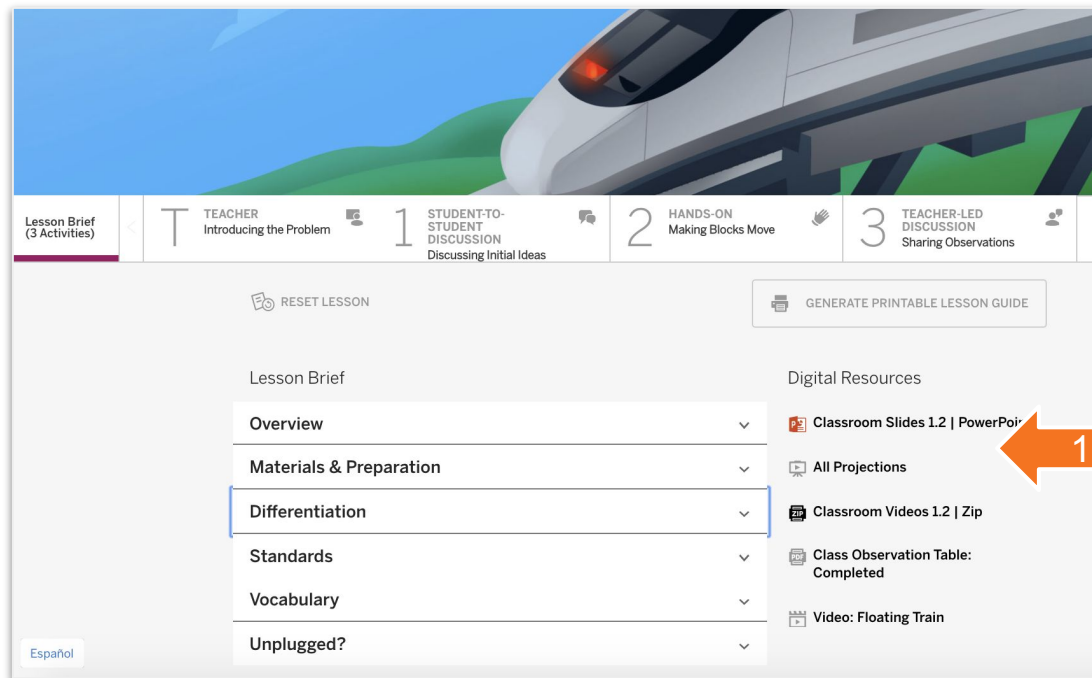 Lesson Brief
(3 Activities)
T
TEACHER
Introducing the Problem
1
STUDENT-TO-
STUDENT
DISCUSSION
Discussing Initial Ideas
2
HANDS-ON
Making Blocks Move
3
TEACHER-LED
DISCUSSION
Sharing Observations
RESET LESSON
GENERATE PRINTABLE LESSON GUIDE
Lesson Brief
Overview
Materials & Preparation
Differentiation
Standards
Vocabulary
Unplugged?
Digital Resources
Classroom Slides 1.2 | PowerPoin
1
All Projections
ZIP
Classroom Videos 1.2 | Zip
PDF
Class Observation Table:
Completed
Video: Floating Train
Español